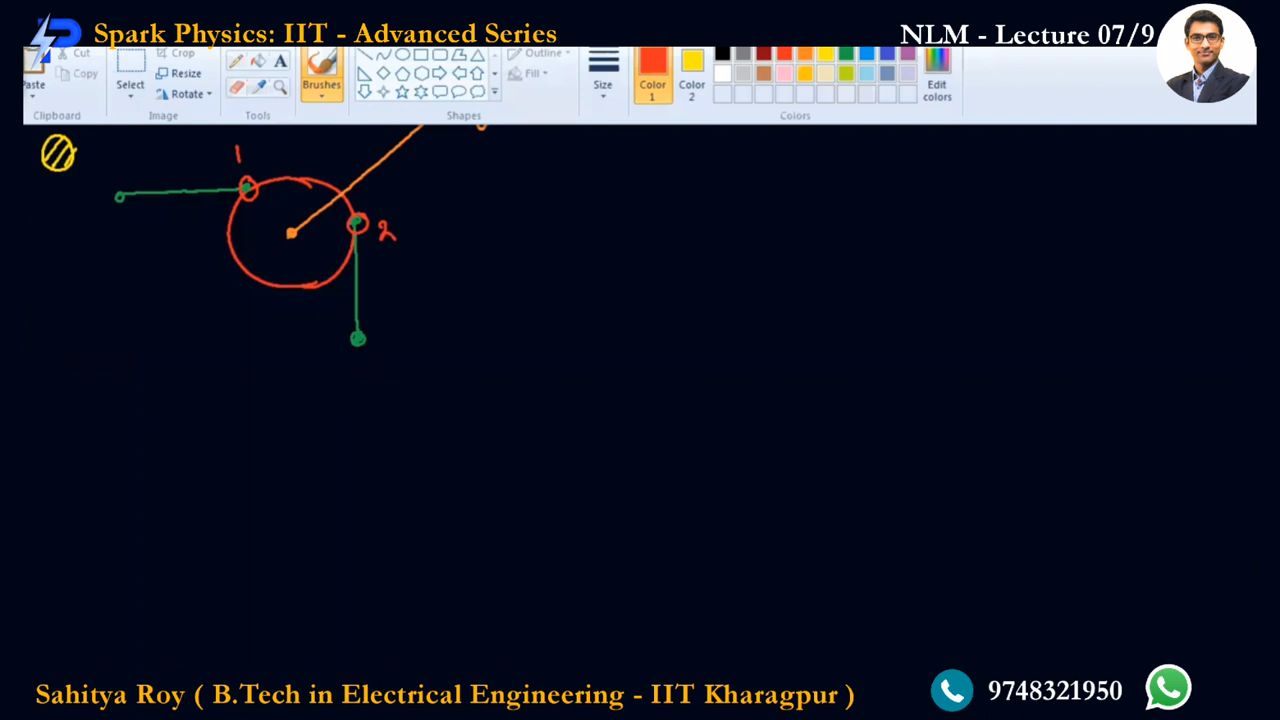 Spark Physics: IIT - Advanced Series
NLM - Lecture 07/9
Cut
Crop
Outline
Paste
Copy
Select
Resize
Rotate
A
Brushes
Fill
Size
Color 1
Color 2
Edit colors
Clipboard
Image
Tools
Shapes
Colors
1
2
Sahitya Roy ( B.Tech in Electrical Engineering - IIT Kharagpur )
9748321950